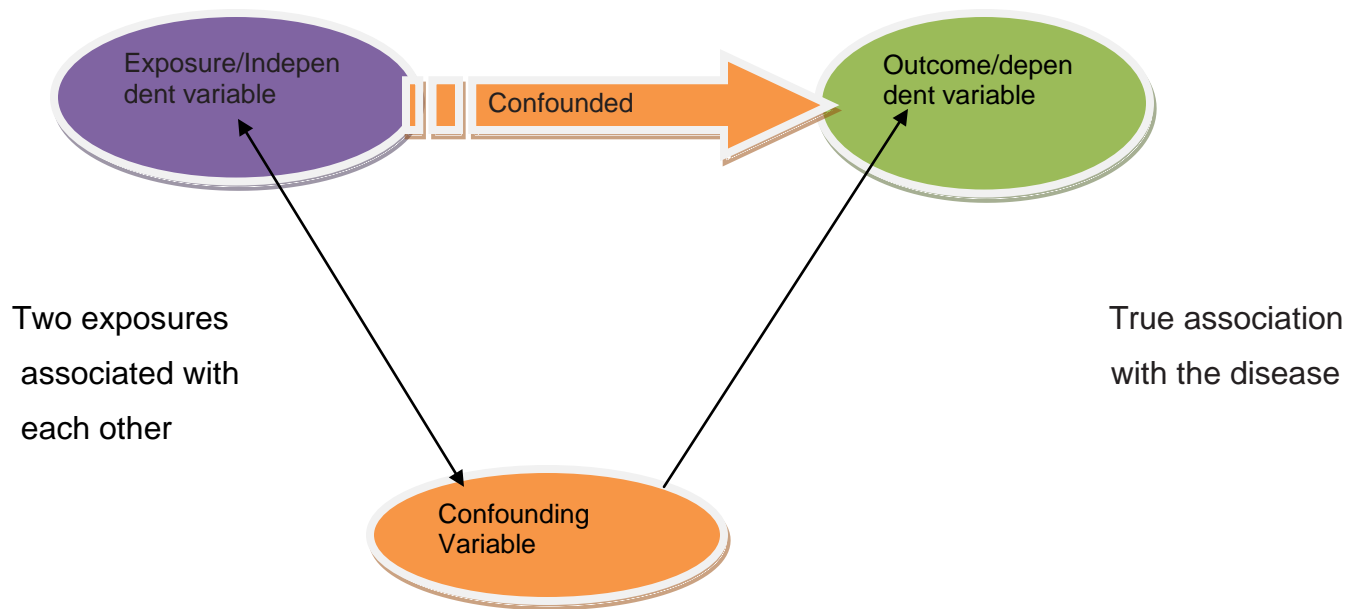 Exposure/Indepen
dent variable
Confounded
Outcome/depen
dent variable
Two exposures
associated with
each other
True association
with the disease
Confounding
Variable